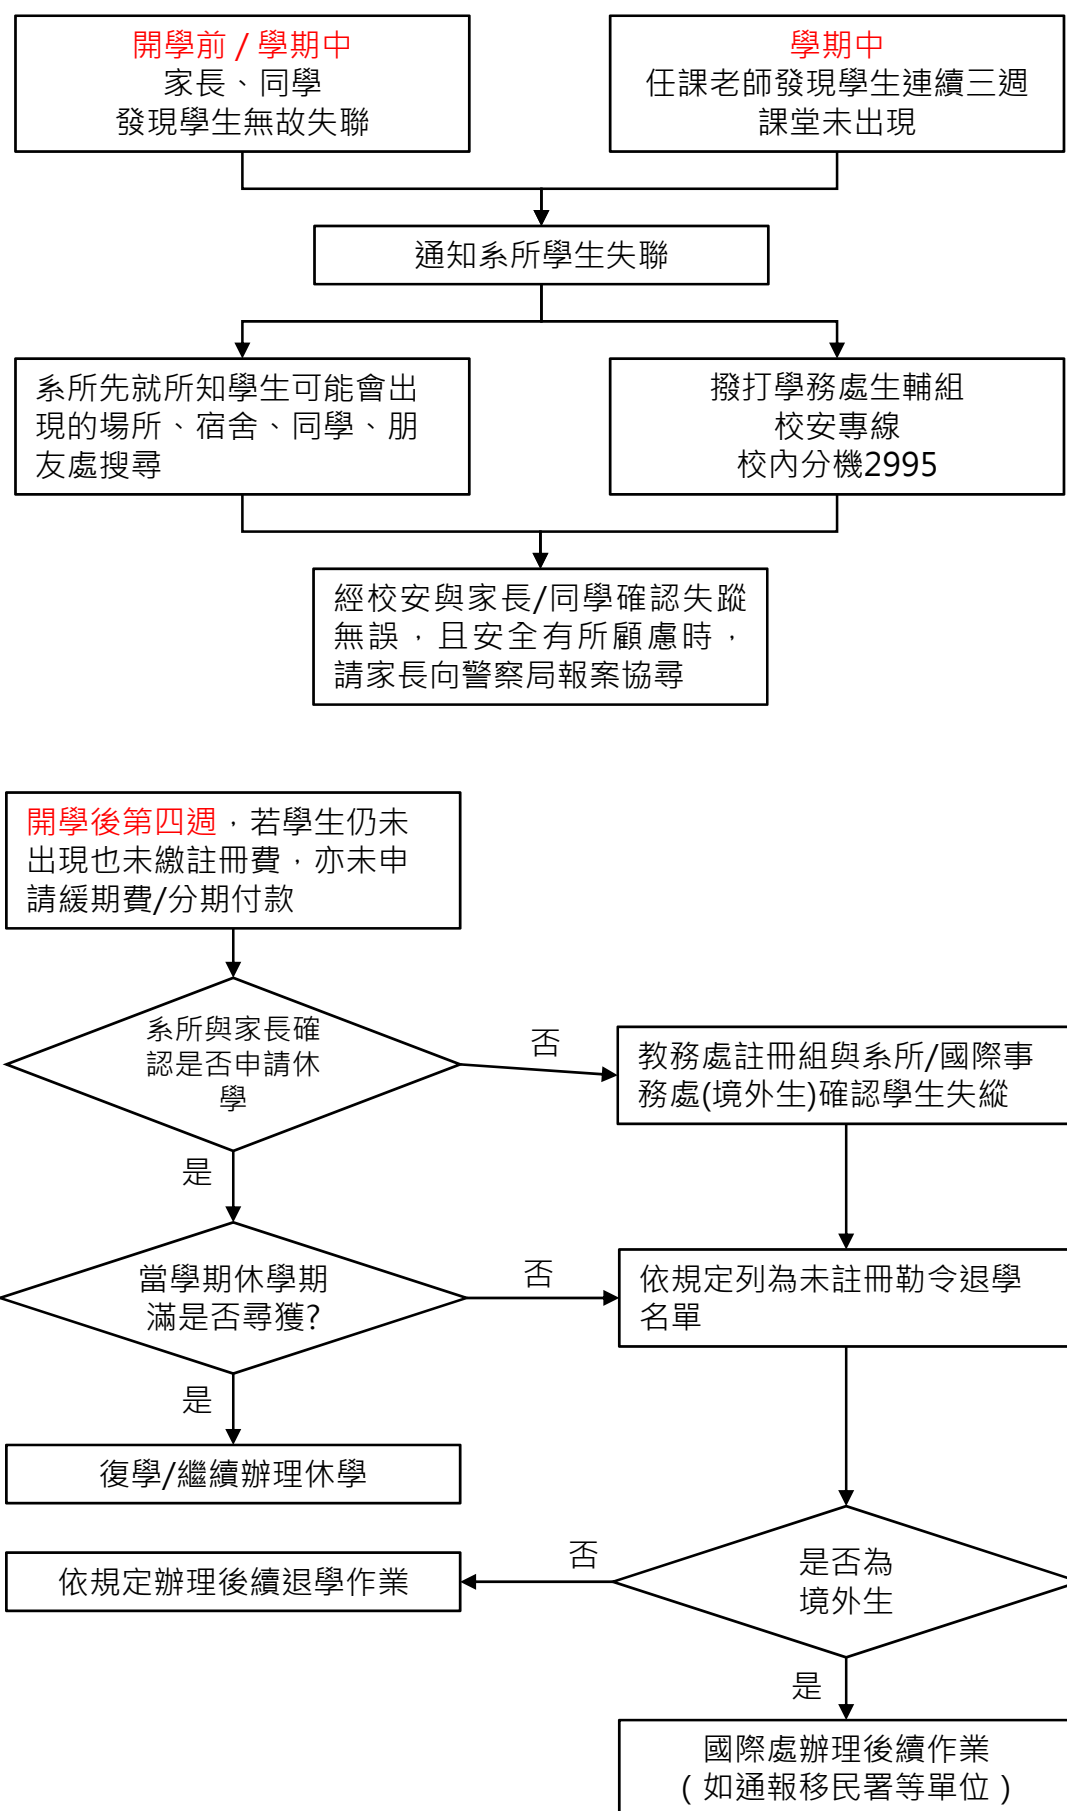 開學前 / 學期中
家長、同學
發現學生無故失聯
學期中
任課老師發現學生連續三週
課堂未出現
通知系所學生失聯
系所先就所知學生可能會出
現的場所、宿舍、同學、朋
友處搜尋
撥打學務處生輔組
校安專線
校內分機2995
經校安與家長/同學確認失蹤
無誤，且安全有所顧慮時，
請家長向警察局報案協尋
開學後第四週，若學生仍未
出現也未繳註冊費，亦未申
請緩期費/分期付款
系所與家長確
認是否申請休
學
否
教務處註冊組與系所/國際事
務處(境外生)確認學生失縱
是
當學期休學期
滿是否尋獲?
否
依規定列為未註冊勒令退學
名單
是
復學/繼續辦理休學
是否為
境外生
否
依規定辦理後續退學作業
是
國際處辦理後續作業
( 如通報移民署等單位 )